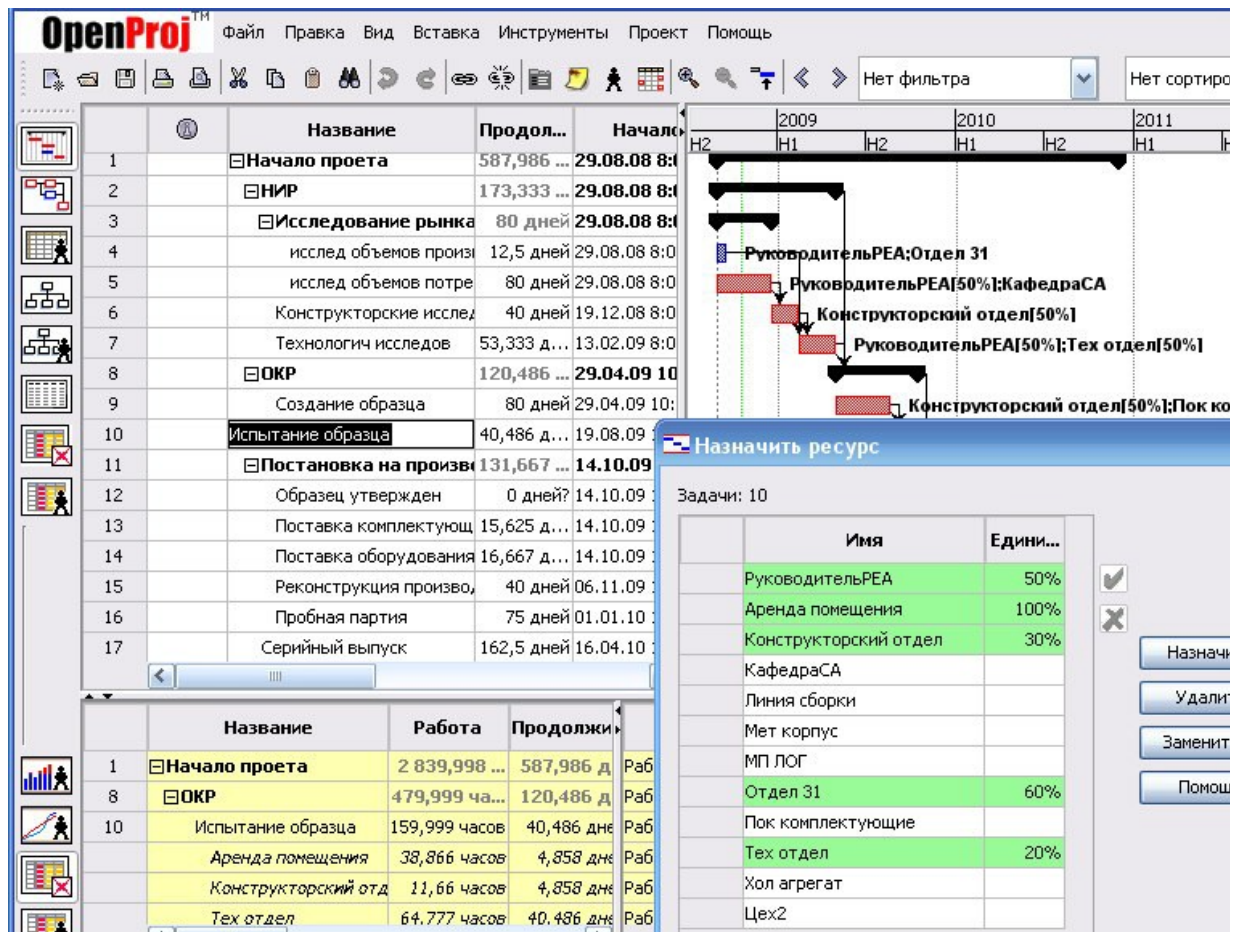 OpenProj™ Файл Правка Вид Вставка Инструменты Проект Помощь
Нет фильтра Нет сортиро
Название Продол... Начало
2009 2010 2011
H2 H1 H2 H1 H2 H1
1 Начало проета 587,986 ... 29.08.08 8:0
2 НИР 173,333 ... 29.08.08 8:0
3 Исследование рынка 80 дней 29.08.08 8:0
4 исслед объемов произв 12,5 дней 29.08.08 8:0 РуководительРЕА;Отдел 31
5 исслед объемов потре 80 дней 29.08.08 8:0 РуководительРЕА[50%];КафедраСА
6 Конструкторские исслед 40 дней 19.12.08 8:0 Конструкторский отдел[50%]
7 Технологич исследов 53,333 д... 13.02.09 8:0 РуководительРЕА[50%];Тех отдел[50%]
8 ОКР 120,486 ... 29.04.09 10
9 Создание образца 80 дней 29.04.09 10: Конструкторский отдел[50%];Пок ко
10 Испытание образца 40,486 д... 19.08.09
11 Постановка на произв 131,667 ... 14.10.09
12 Образец утвержден 0 дней? 14.10.09
13 Поставка комплектующ 15,625 д... 14.10.09
14 Поставка оборудования 16,667 д... 14.10.09
15 Реконструкция произво 40 дней 06.11.09
16 Пробная партия 75 дней 01.01.10
17 Серийный выпуск 162,5 дней 16.04.10
Назначить ресурс
Задачи: 10
Имя Едини...
РуководительРЕА 50%
Аренда помещения 100%
Конструкторский отдел 30%
КафедраСА
Линия сборки
Мет корпус
МП ЛОГ
Отдел 31 60%
Пок комплектующие
Тех отдел 20%
Хол агрегат
Цех2
Назначи
Удалит
Заменит
Помощ
Название Работа Продолжи
1 Начало проета 2 839,998 ... 587,986 д Раб
8 ОКР 479,999 ча... 120,486 д Раб
10 Испытание образца 159,999 часов 40,486 дне Раб
Аренда помещения 38,866 часов 4,858 дне Раб
Конструкторский отд 11,66 часов 4,858 дне Раб
Тех отдел 64,777 часов 40,486 дне Раб